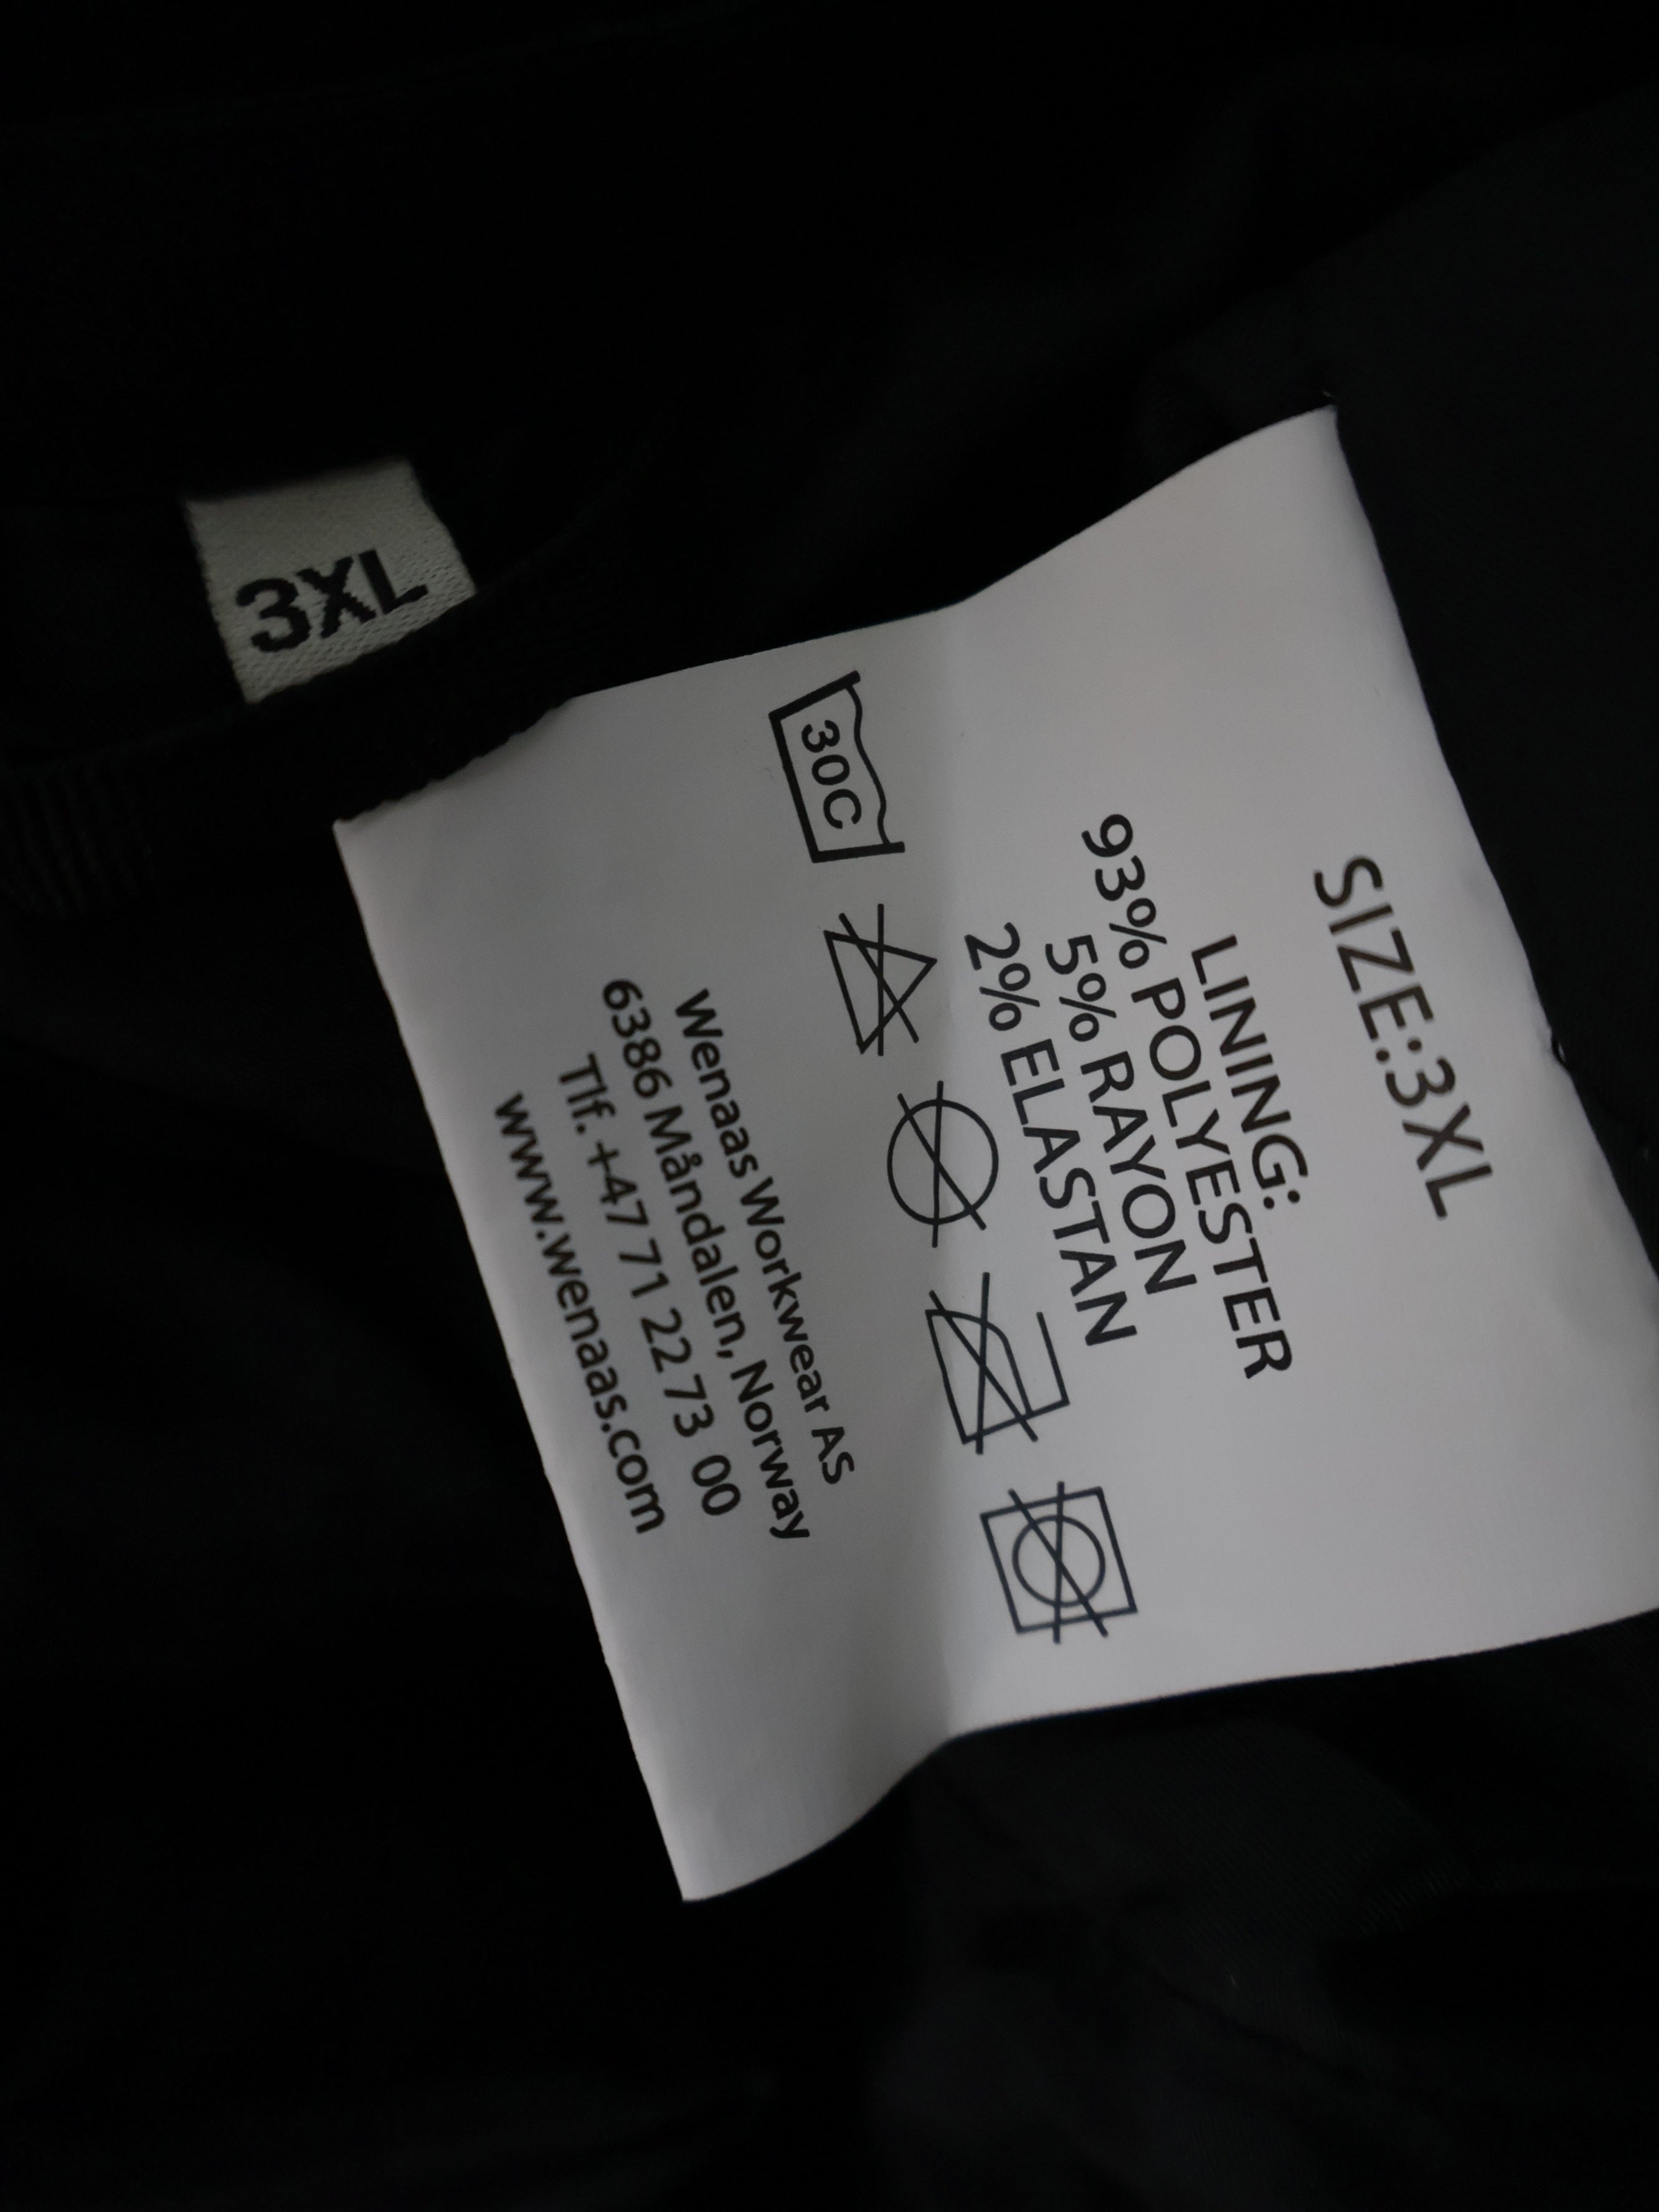 3XL
SIZE:3XL
LINING:
93% POLYESTER
5% RAYON
2% ELASTAN
30C
Wenaas Workwear AS
6386 Måndalen, Norway
Tlf. +47 71 22 73 00
www.wenaas.com